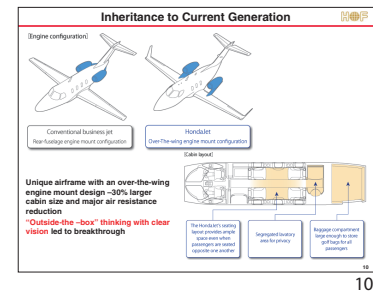 Inheritance to Current Generation
HOF
[Engine configuration]
Conventional business jet
Rear-fuselage engine mount configuration
HondaJet
Over-The-wing engine mount configuration
[Cabin layout]
Unique airframe with an over-the-wing
engine mount design –30% larger
cabin size and major air resistance
reduction
“Outside-the –box” thinking with clear
vision led to breakthrough
The HondaJet's seating
layout provides ample
space even when
passengers are seated
opposite one another
Segregated lavatory
area for privacy
Baggage compartment
large enough to store
golf bags for all
passengers
10
10